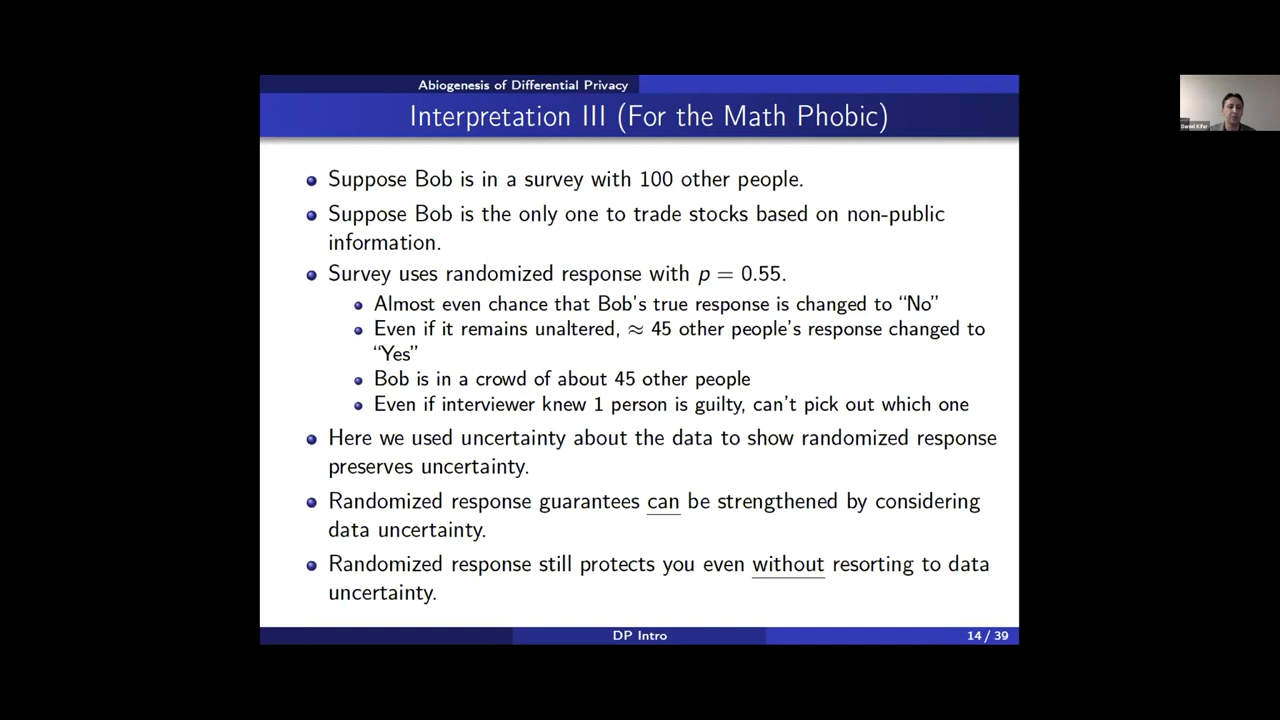 Abiogenesis of Differential Privacy
Interpretation III (For the Math Phobic)
Suppose Bob is in a survey with 100 other people.
Suppose Bob is the only one to trade stocks based on non-public
information.
Survey uses randomized response with p = 0.55.
Almost even chance that Bob's true response is changed to “No”
Even if it remains unaltered, ≈ 45 other people's response changed to
“Yes”
Bob is in a crowd of about 45 other people
Even if interviewer knew 1 person is guilty, can't pick out which one
Here we used uncertainty about the data to show randomized response
preserves uncertainty.
Randomized response guarantees can be strengthened by considering
data uncertainty.
Randomized response still protects you even without resorting to data
uncertainty.
DP Intro
14 / 39
Daniel Kifer